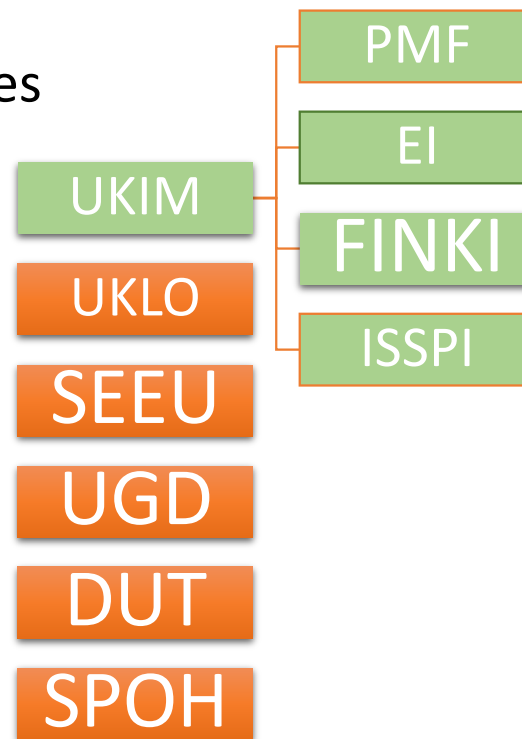 es
UKIM
UKLO
SEEU
UGD
DUT
SPOH
PMF
EI
FINKI
ISSPI